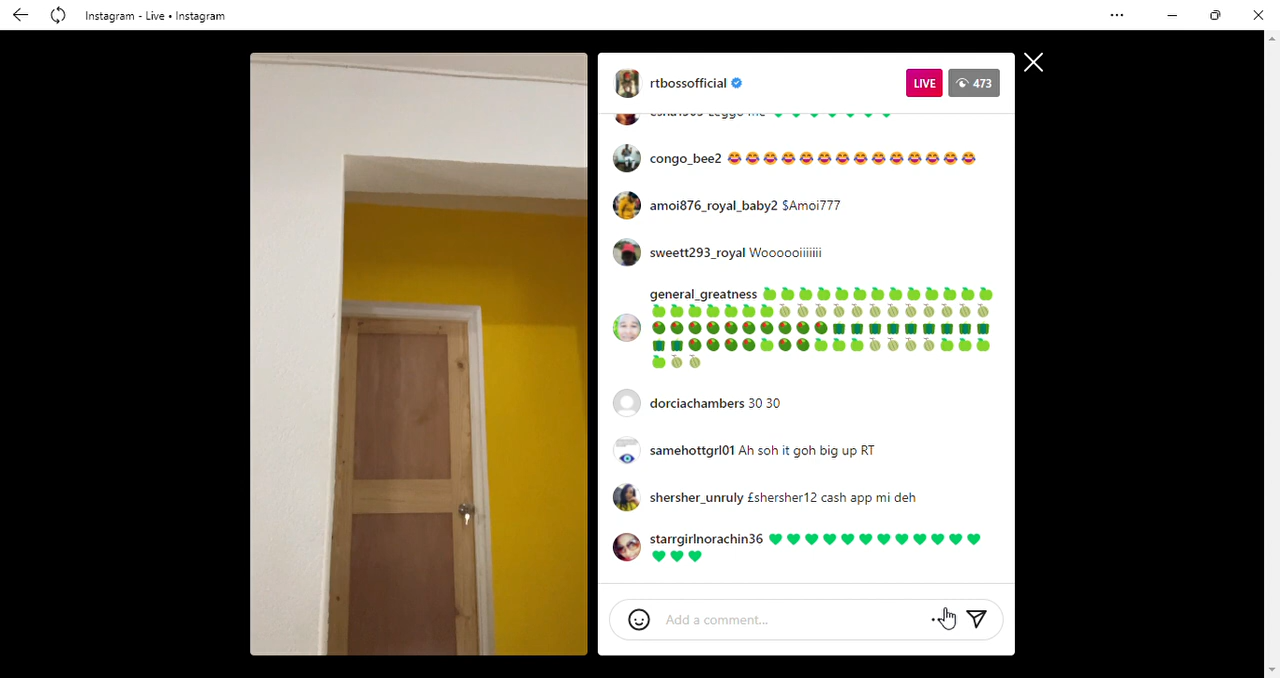 Instagram - Live • Instagram
rtbossofficial
LIVE
473
congo_bee2 😂😂😂😂😂😂😂😂😂😂😂😂😂😂
amoi876_royal_baby2 $Amoi777
sweett293_royal Woooooiiiiiii
general_greatness 🍏🍏🍏🍏🍏🍏🍏🍏🍏🍏🍏🍏🍏
🍏🍏🍏🍏🍏🍏🍏🍈🍈🍈🍈🍈🍈🍈🍈🍈🍈🍈🍈
dorciachambers 30 30
samehottgrl01 Ah soh it goh big up RT
shersher_unruly £shersher12 cash app mi deh
starrgirlnorachin36 💚💚💚💚💚💚💚💚💚💚💚💚
💚💚💚
Add a comment...